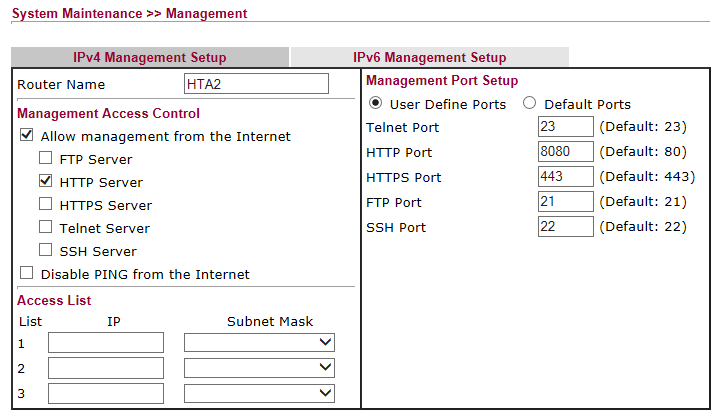 System Maintenance >> Management
IPv4 Management Setup
IPv6 Management Setup
Router Name HTA2
Management Access Control
Allow management from the Internet
FTP Server
HTTP Server
HTTPS Server
Telnet Server
SSH Server
Disable PING from the Internet
Access List
List IP Subnet Mask
1
2
3
Management Port Setup
User Define Ports Default Ports
Telnet Port 23 (Default: 23)
HTTP Port 8080 (Default: 80)
HTTPS Port 443 (Default: 443)
FTP Port 21 (Default: 21)
SSH Port 22 (Default: 22)